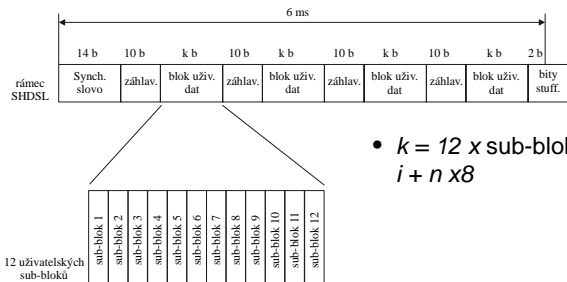 6 ms
14 b 10 b k b 10 b k b 10 b k b 10 b k b 2 b
rámec
SHDSL
Synch.
slovo
záhlav.
blok uživ.
dat
záhlav.
blok uživ.
dat
záhlav.
blok uživ.
dat
záhlav.
blok uživ.
dat
bity
stuff.
• k = 12 x sub-blok
i + n x8
12 uživatelských
sub-bloků
sub-blok 1
sub-blok 2
sub-blok 3
sub-blok 4
sub-blok 5
sub-blok 6
sub-blok 7
sub-blok 8
sub-blok 9
sub-blok 10
sub-blok 11
sub-blok 12